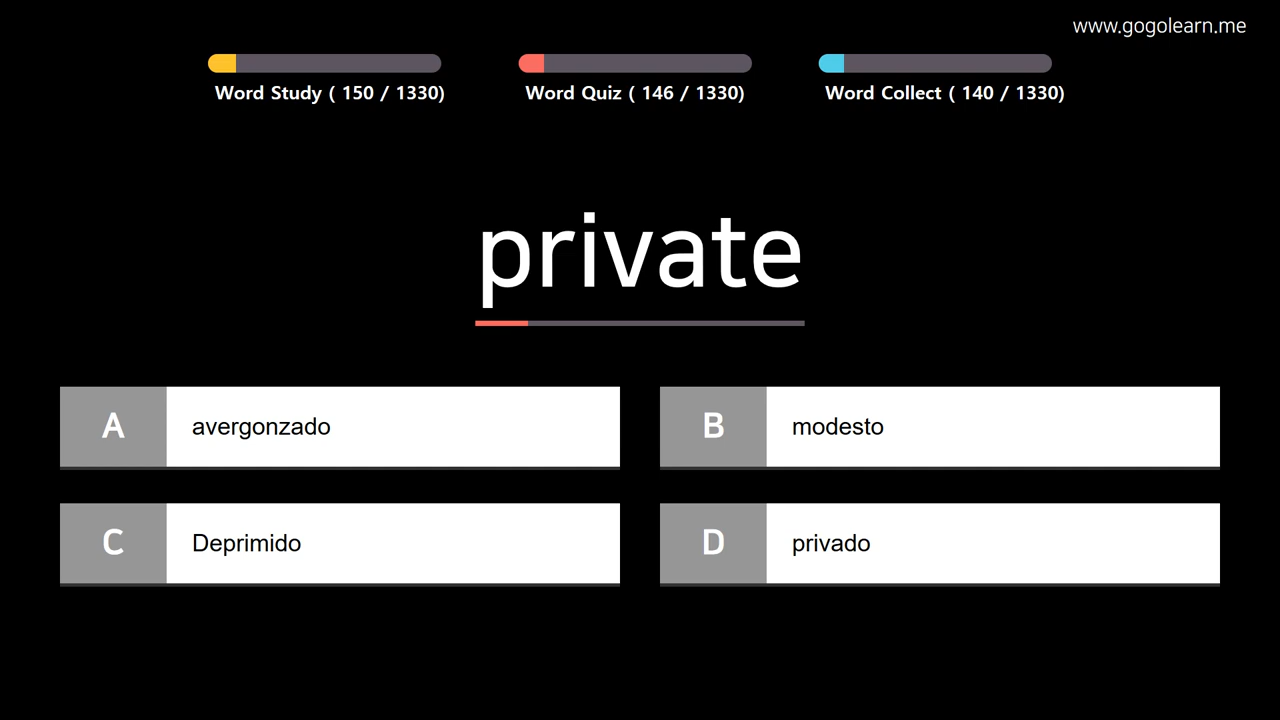 www.gogolearn.me
Word Study ( 150 / 1330)
Word Quiz ( 146 / 1330)
Word Collect ( 140 / 1330)
private
A avergonzado
B modesto
C Deprimido
D privado